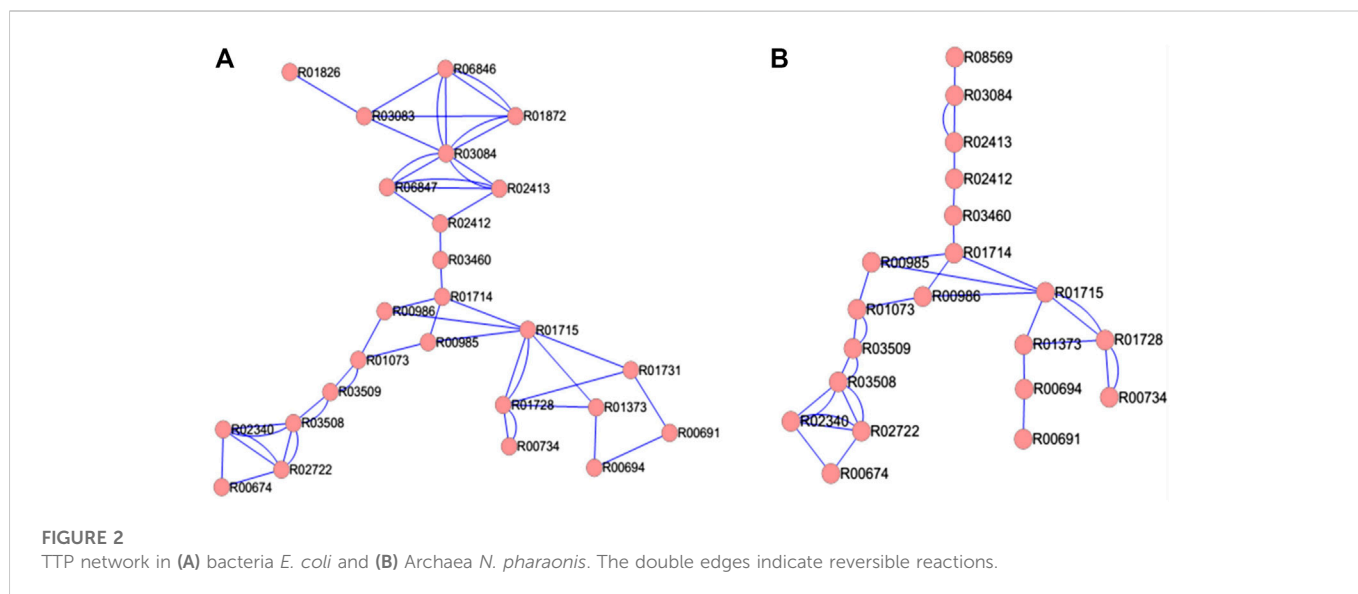 A
R01826
R06846
R03083
R01872
R03084
R06847
R02413
R02412
R03460
R01714
R00986
R01715
R00985
R01073
R01731
R03509
R01728
R01373
R03508
R02340
R00691
R00734
R02722
R00694
R00674
B
R08569
R03084
R02413
R02412
R03460
R01714
R00985
R01715
R00986
R01073
R01728
R01373
R03509
R03508
R00694
R00734
R02340
R02722
R00691
R00674
FIGURE 2
TTP network in (A) bacteria E. coli and (B) Archaea N. pharaonis. The double edges indicate reversible reactions.